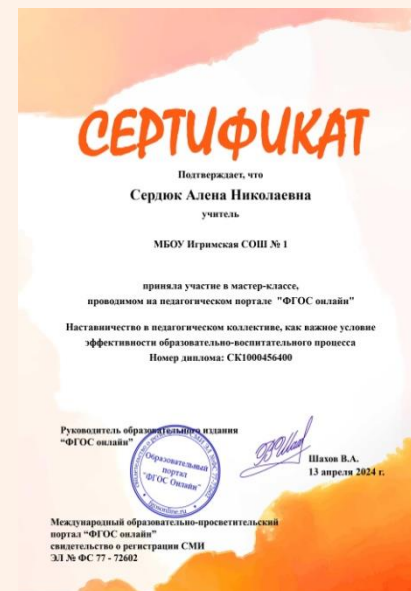 СЕРТИФИКАТ
Подтверждает, что
Сердюк Алена Николаевна
учитель
МБОУ Игримская СОШ № 1
приняла участие в мастер-классе,
проводимом на педагогическом портале "ФГОС онлайн"
Наставничество в педагогическом коллективе, как важное условие
эффективности образовательно-воспитательного процесса
Номер диплома: СК1000456400
Руководитель образовательного издания
“ФГОС онлайн”
Образовательный
портал
"ФГОС Онлайн"
Шахов В.А.
13 апреля 2024 г.
Международный образовательно-просветительский
портал “ФГОС онлайн”
свидетельство о регистрации СМИ
ЭЛ № ФС 77 - 72602